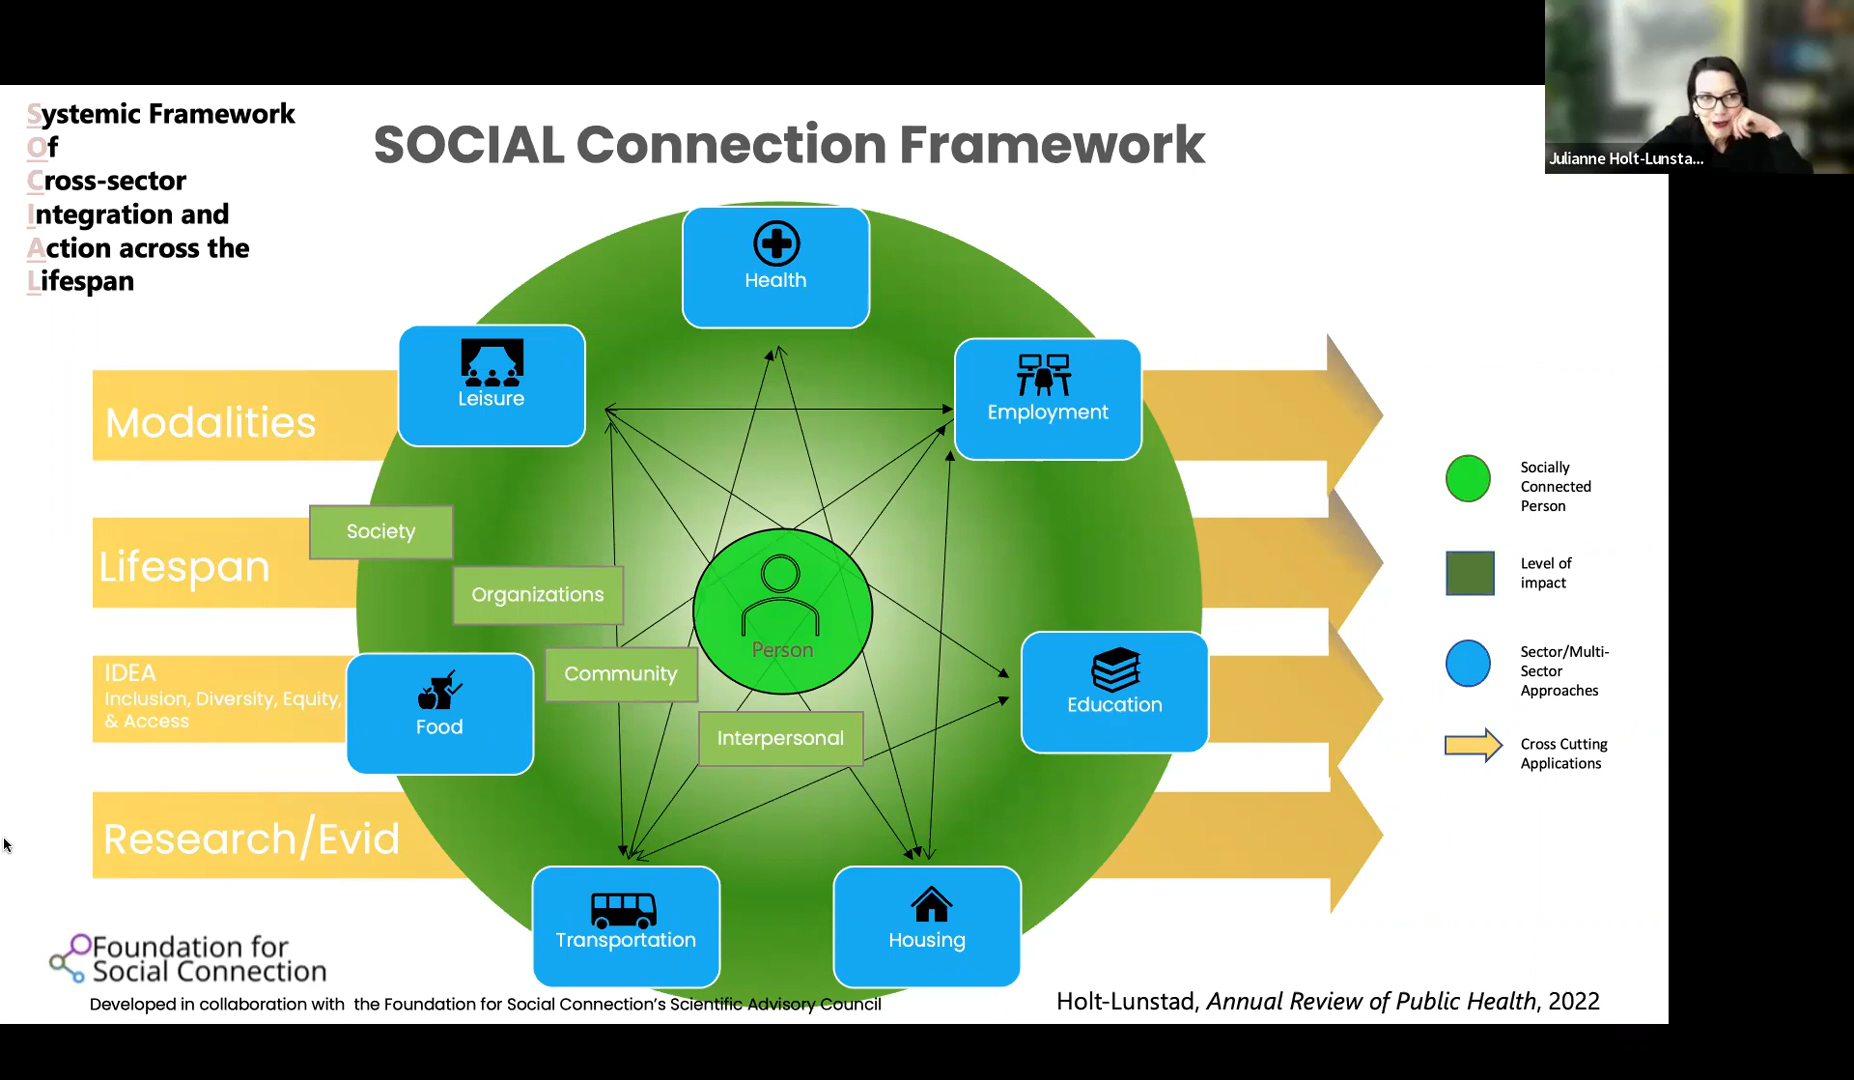 Julianne Holt-Lunsta...
Systemic Framework
Of
Cross-sector
Integration and
Action across the
Lifespan
SOCIAL Connection Framework
Health
Leisure
Employment
Modalities
Society
Lifespan
Organizations
Person
Community
IDEA
Inclusion, Diversity, Equity,
& Access
Food
Education
Interpersonal
Research/Evid
Transportation
Housing
Socially
Connected
Person
Level of
impact
Sector/Multi-
Sector
Approaches
Cross Cutting
Applications
Foundation for
Social Connection
Developed in collaboration with  the Foundation for Social Connection’s Scientific Advisory Council
Holt-Lunstad, Annual Review of Public Health, 2022